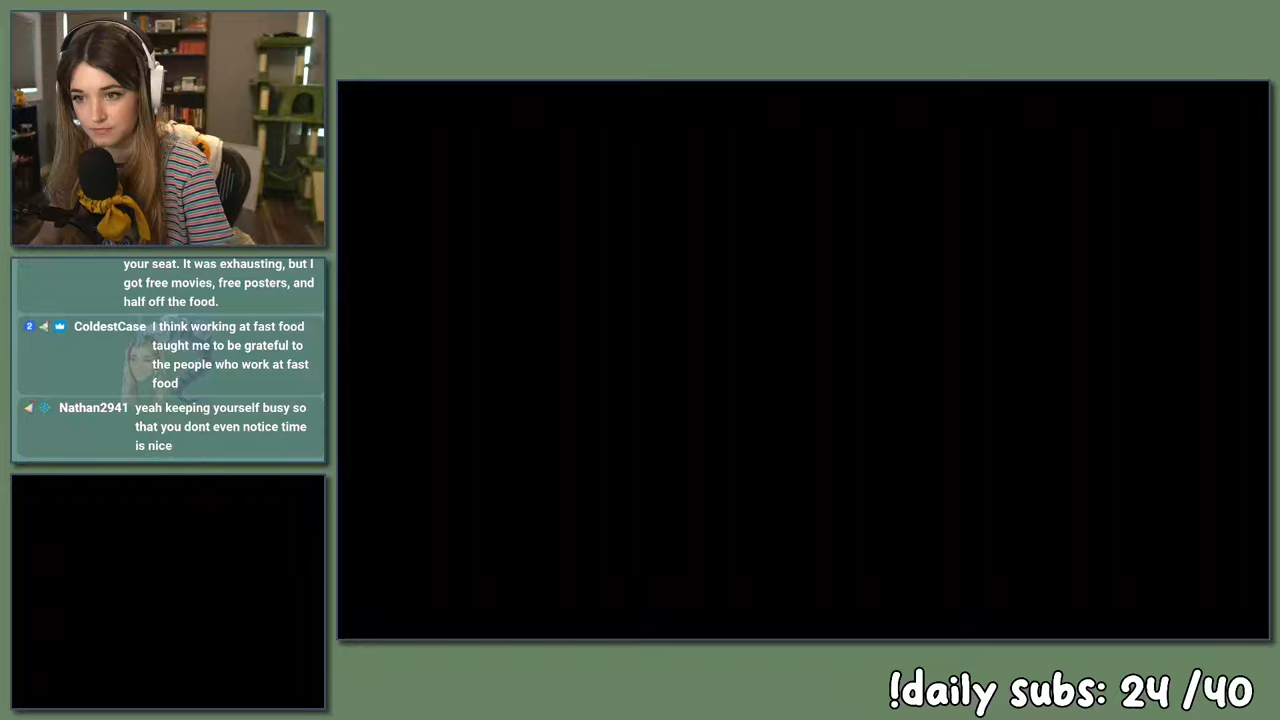 your seat. It was exhausting, but I
got free movies, free posters, and
half off the food.
2 ColdestCase I think working at fast food
taught me to be grateful to
the people who work at fast
food
Nathan2941 yeah keeping yourself busy so
that you dont even notice time
is nice
!daily subs: 24 /40